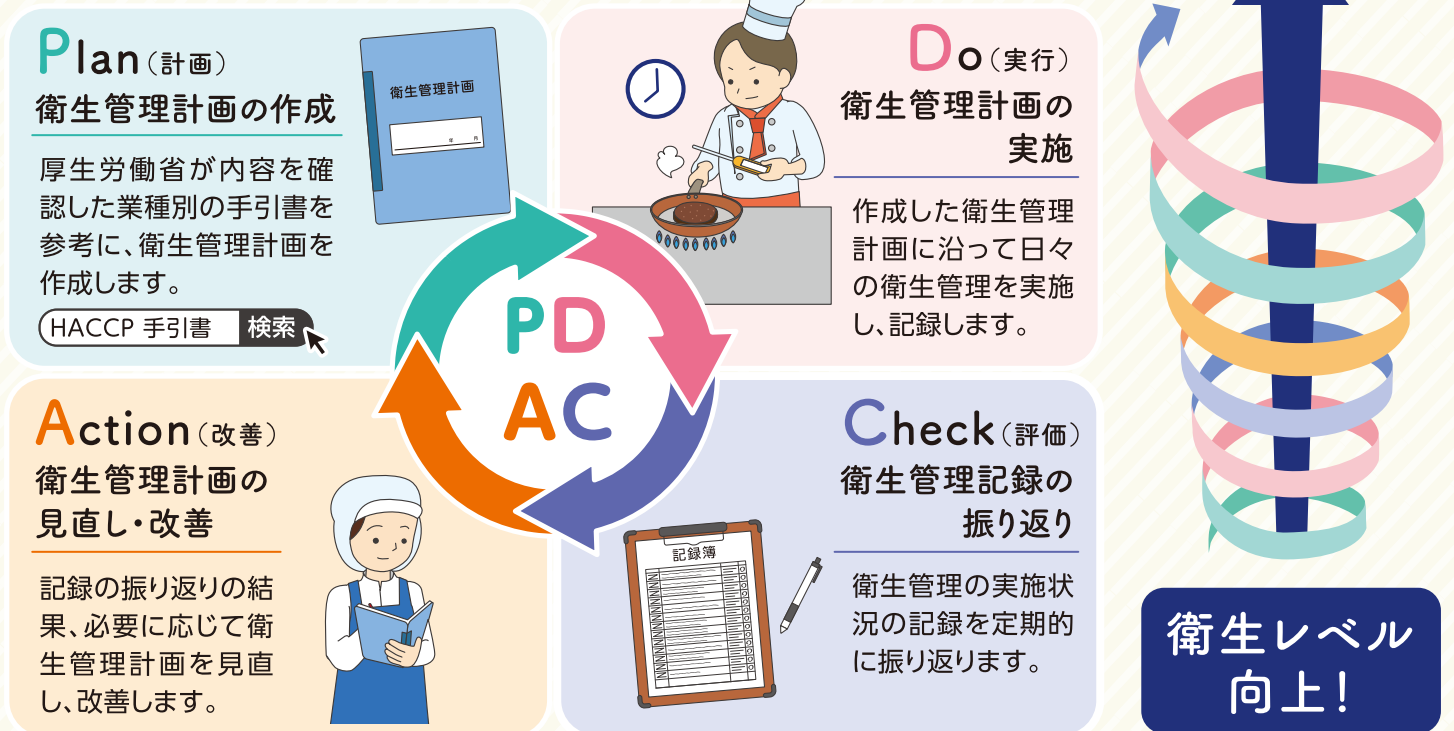 Plan（計画）
衛生管理計画の作成
厚生労働省が内容を確
認した業種別の手引書を
参考に、衛生管理計画を
作成します。
HACCP 手引書 検索
衛生管理計画
年 月
Do（実行）
衛生管理計画の
実施
作成した衛生管理
計画に沿って日々
の衛生管理を実施
し、記録します。
PD
AC
Action（改善）
衛生管理計画の
見直し・改善
記録の振り返りの結
果、必要に応じて衛
生管理計画を見直
し、改善します。
Check（評価）
衛生管理記録の
振り返り
衛生管理の実施状
況の記録を定期的
に振り返ります。
記録簿
衛生レベル
向上！